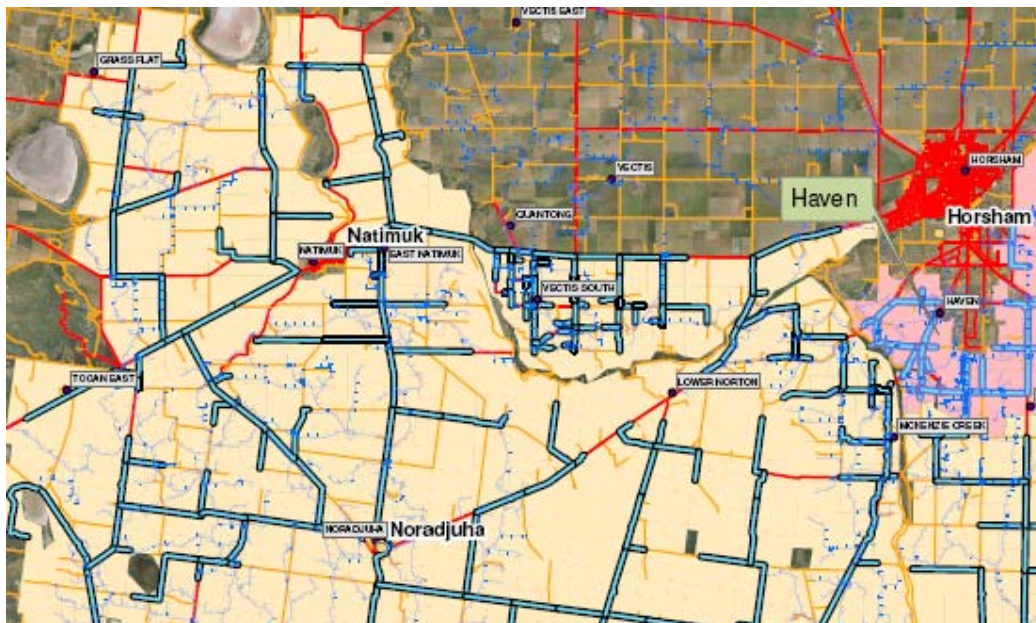 VECTIS EAST
GRASS FLAT
HORSHAM
VECTIS
Haven
QUANTONG
Horsham
Natimuk
NATIMUK
EAST NATIMUK
VECTIS SOUTH
HAVEN
TOOAN EAST
LOWER NORTON
MCKENZIE CREEK
NORADJUHA
Noradjuha